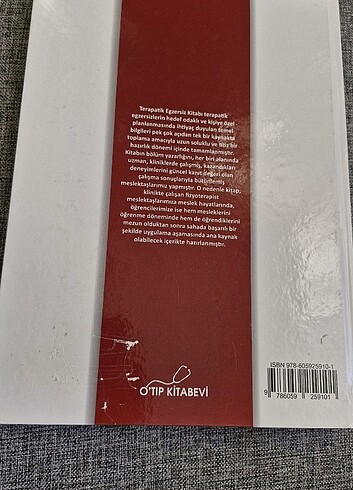 Terapatik Egzersiz Kitabı terapatik
egzersizlerin hedef odaklı ve kişiye özel
planlanmasında ihtiyaç duyulan temel
bilgileri pek çok açıdan tek bir kaynakta
toplama amacıyla uzun soluklu ve titiz bir
hazırlık dönemi içinde tamamlanmıştır.
Kitabın bölüm yazarlığını, her biri alanında
uzman, kliniklerde çalışmış, kazandıkları
deneyimlerini güncel kanıt değeri olan
çalışma sonuçlarıyla bütünlemiş
meslektaşlarımız yapmıştır. O nedenle kitap,
klinikte çalışan fizyoterapist
meslektaşlarımıza meslek hayatlarında,
öğrencilerimize ise hem mesleklerini
öğrenme döneminde hem de öğrendiklerini
mezun olduktan sonra sahada başarılı bir
şekilde uygulama aşamasında ana kaynak
olabilecek içerikte hazırlanmıştır.
O'TIP KİTABEVİ
ISBN 978-605925910-1
9 786059 259101